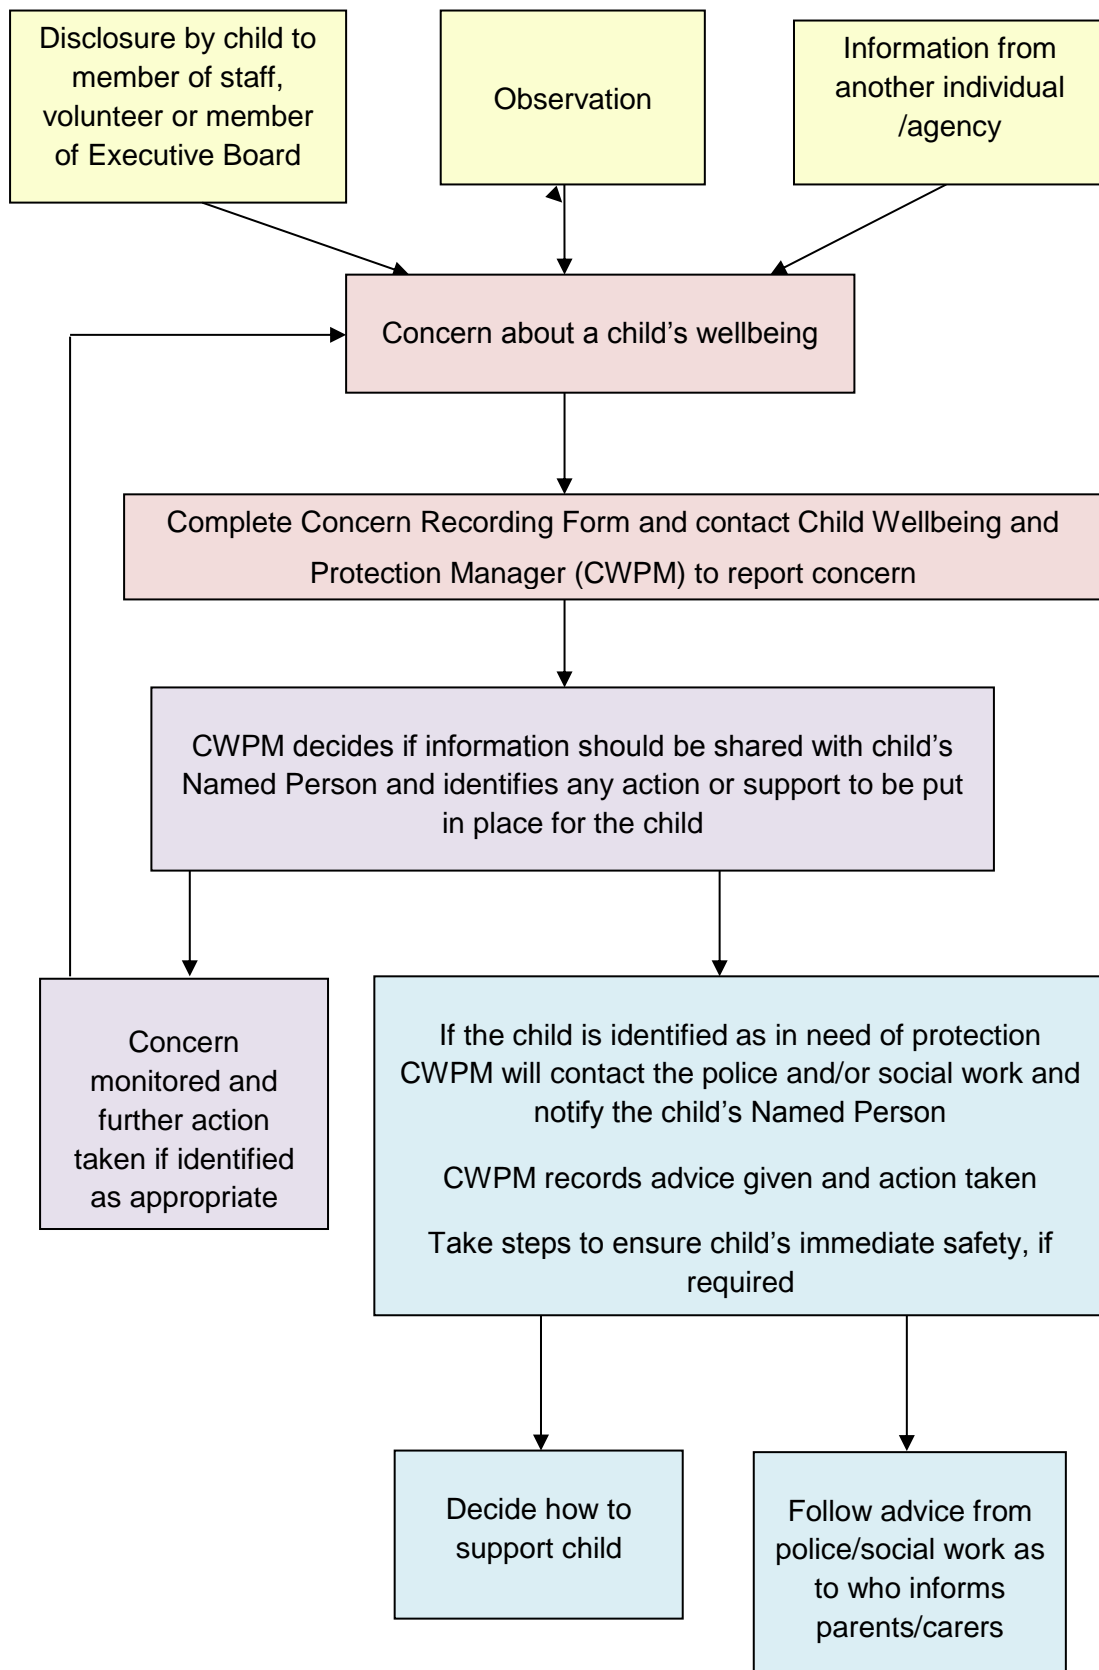 Disclosure by child to
member of staff,
volunteer or member
of Executive Board
Observation
Information from
another individual
/agency
Concern about a child’s wellbeing
Complete Concern Recording Form and contact Child Wellbeing and
Protection Manager (CWPM) to report concern
CWPM decides if information should be shared with child’s
Named Person and identifies any action or support to be put
in place for the child
Concern
monitored and
further action
taken if identified
as appropriate
If the child is identified as in need of protection
CWPM will contact the police and/or social work and
notify the child’s Named Person
CWPM records advice given and action taken
Take steps to ensure child’s immediate safety, if
required
Decide how to
support child
Follow advice from
police/social work as
to who informs
parents/carers